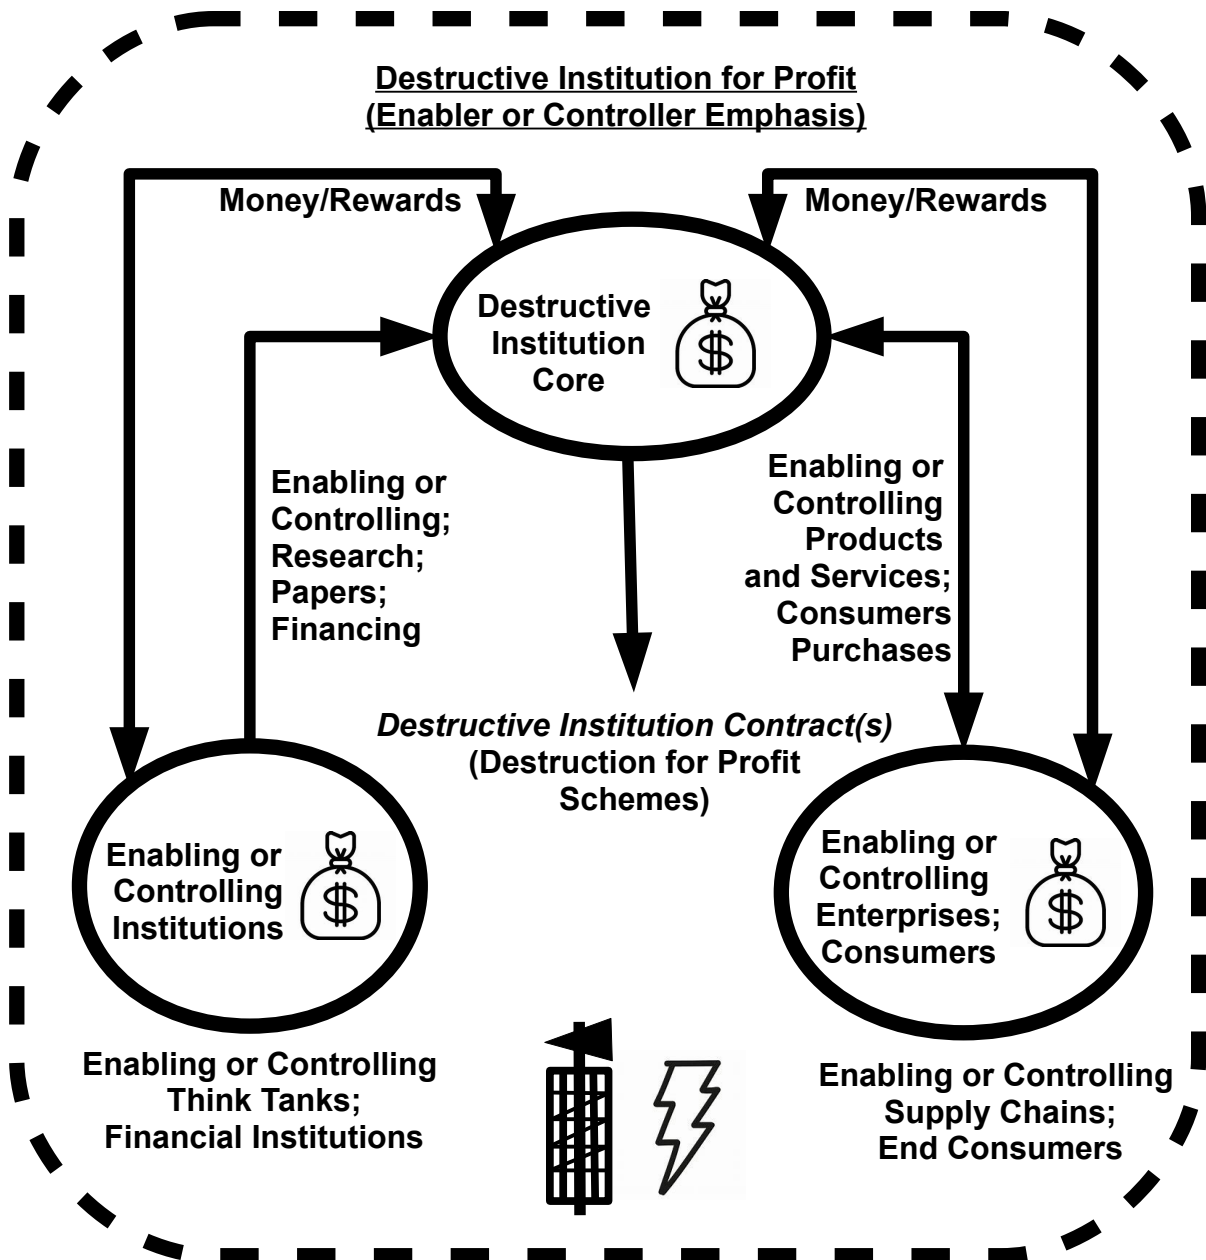 Destructive Institution for Profit
(Enabler or Controller Emphasis)
Money/Rewards
Money/Rewards
Destructive
Institution
Core
$
Enabling or
Controlling;
Research;
Papers;
Financing
Enabling or
Controlling
Products
and Services;
Consumers
Purchases
Destructive Institution Contract(s)
(Destruction for Profit
Schemes)
Enabling or
Controlling
Institutions
$
Enabling or
Controlling
Enterprises;
Consumers
$
Enabling or Controlling
Think Tanks;
Financial Institutions
Enabling or Controlling
Supply Chains;
End Consumers